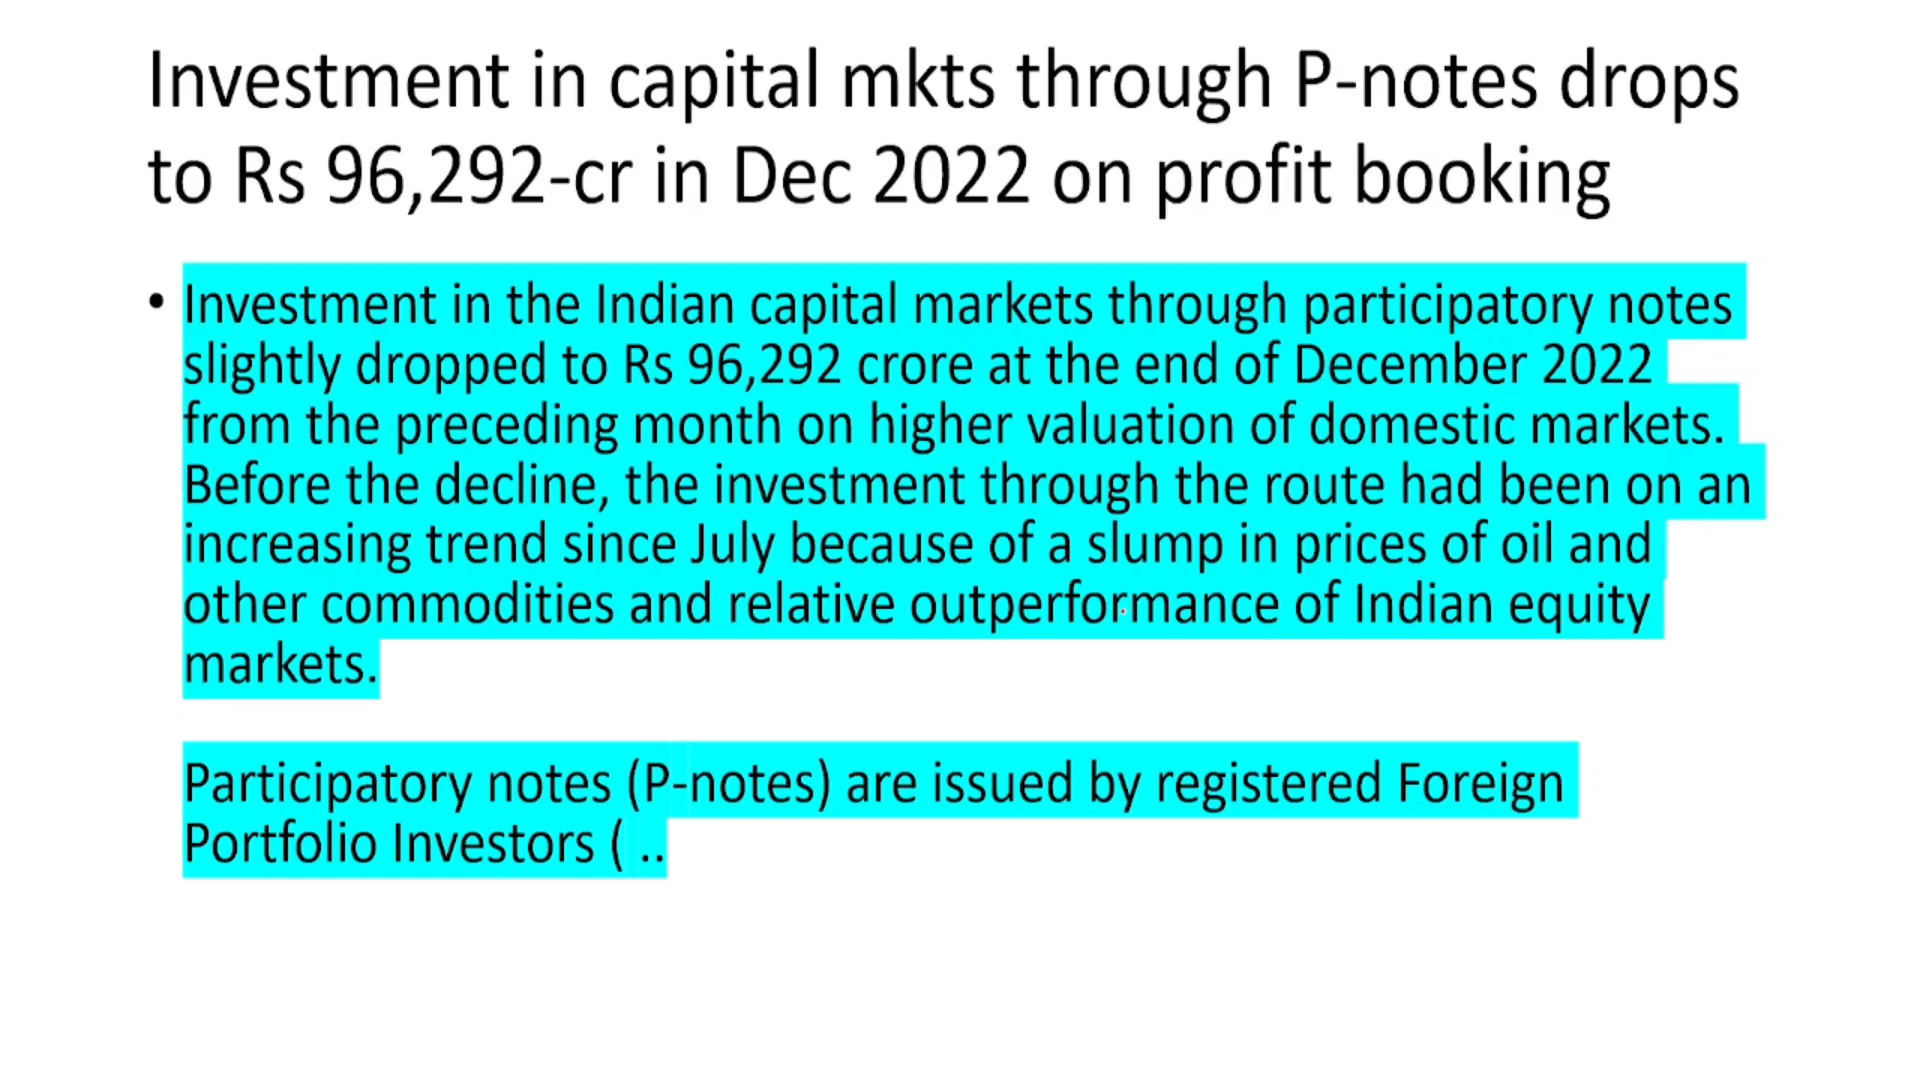 Investment in capital mkts through P-notes drops
to Rs 96,292-cr in Dec 2022 on profit booking
• Investment in the Indian capital markets through participatory notes
slightly dropped to Rs 96,292 crore at the end of December 2022
from the preceding month on higher valuation of domestic markets.
Before the decline, the investment through the route had been on an
increasing trend since July because of a slump in prices of oil and
other commodities and relative outperformance of Indian equity
markets.
Participatory notes (P-notes) are issued by registered Foreign
Portfolio Investors ( ..